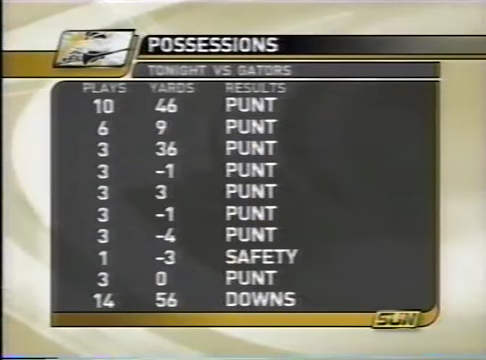 POSSESSIONS
TONIGHT VS GATORS
PLAYS YARDS RESULTS
10 46 PUNT
6 9 PUNT
3 36 PUNT
3 -1 PUNT
3 3 PUNT
3 -1 PUNT
3 -4 PUNT
1 -3 SAFETY
3 0 PUNT
14 56 DOWNS
SUN